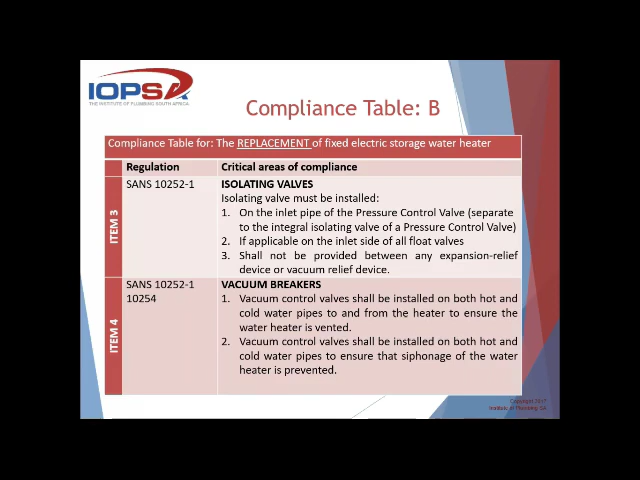 IOPSA
THE INSTITUTE OF PLUMBING SOUTH AFRICA
Compliance Table: B
Compliance Table for: The REPLACEMENT of fixed electric storage water heater
Regulation Critical areas of compliance
ITEM 3
SANS 10252-1
ISOLATING VALVES
Isolating valve must be installed:
1. On the inlet pipe of the Pressure Control Valve (separate
to the integral isolating valve of a Pressure Control Valve)
2. If applicable on the inlet side of all float valves
3. Shall not be provided between any expansion-relief
device or vacuum relief device.
ITEM 4
SANS 10252-1
10254
VACUUM BREAKERS
1. Vacuum control valves shall be installed on both hot and
cold water pipes to and from the heater to ensure the
water heater is vented.
2. Vacuum control valves shall be installed on both hot and
cold water pipes to ensure that siphonage of the water
heater is prevented.
Copyright
Institute of Plumbing SA